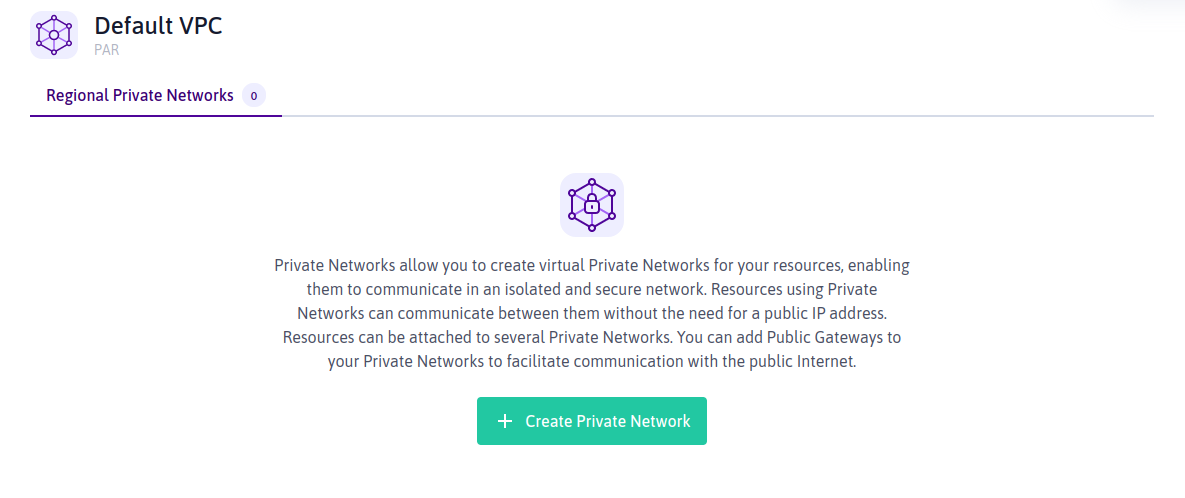 Default VPC
PAR
Regional Private Networks 0
Private Networks allow you to create virtual Private Networks for your resources, enabling
them to communicate in an isolated and secure network. Resources using Private
Networks can communicate between them without the need for a public IP address.
Resources can be attached to several Private Networks. You can add Public Gateways to
your Private Networks to facilitate communication with the public Internet.
+ Create Private Network